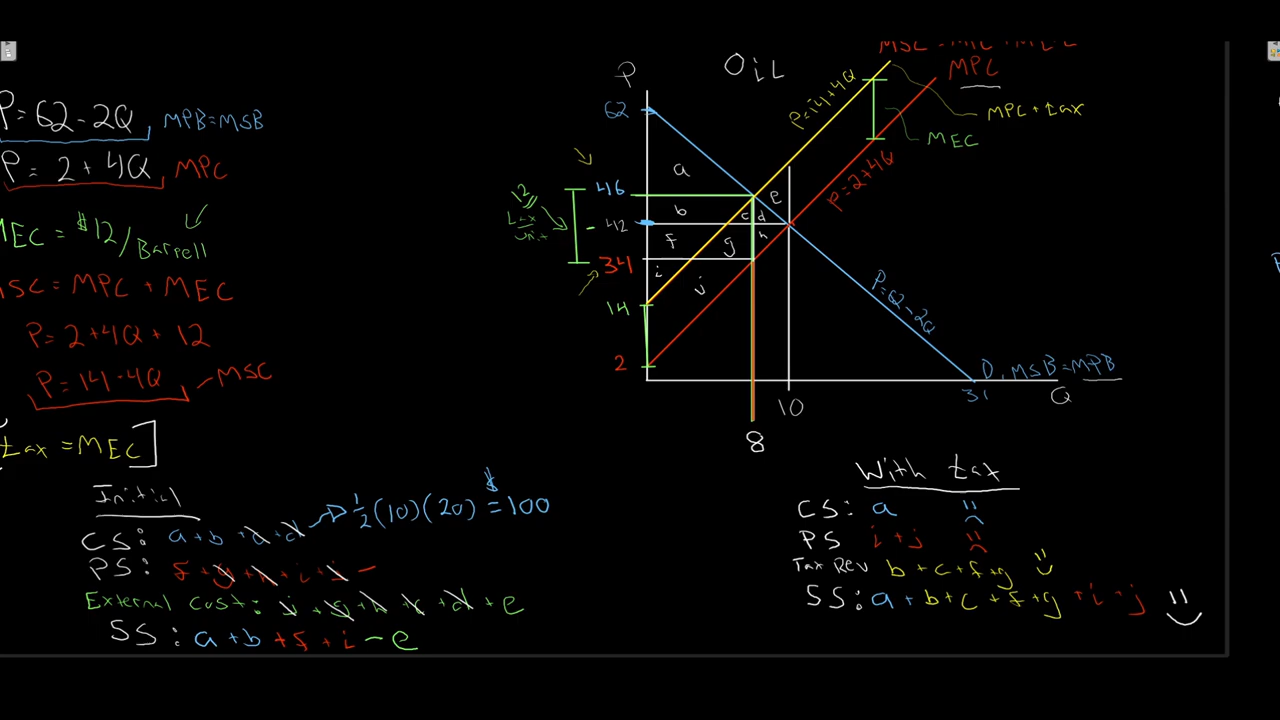 P=62-2Q, MPB=MSB
P= 2+4Q, MPC
MEC = $12/Barrell
MSC = MPC + MEC
P=2+4Q+12
P=14+4Q, MSC
tax = MEC]
Initial
CS: a+b+c+d → ½(10)(20) = $100
PS: f+g+h+i+j
External Cost: j+g+h+c+d+e
SS: a+b+f+i-e
OiL
P
62
46
42
34
14
2
12
tax
unit
a
b
c
d
e
f
g
h
i
j
P=14+4Q
MPC
MPC + tax
MEC
P=2+4Q
P=62-2Q
D, MSB=MPB
31
Q
10
8
With tax
CS: a
PS i+j
Tax Rev b+c+f+g
SS: a+b+c+f+g+i+j